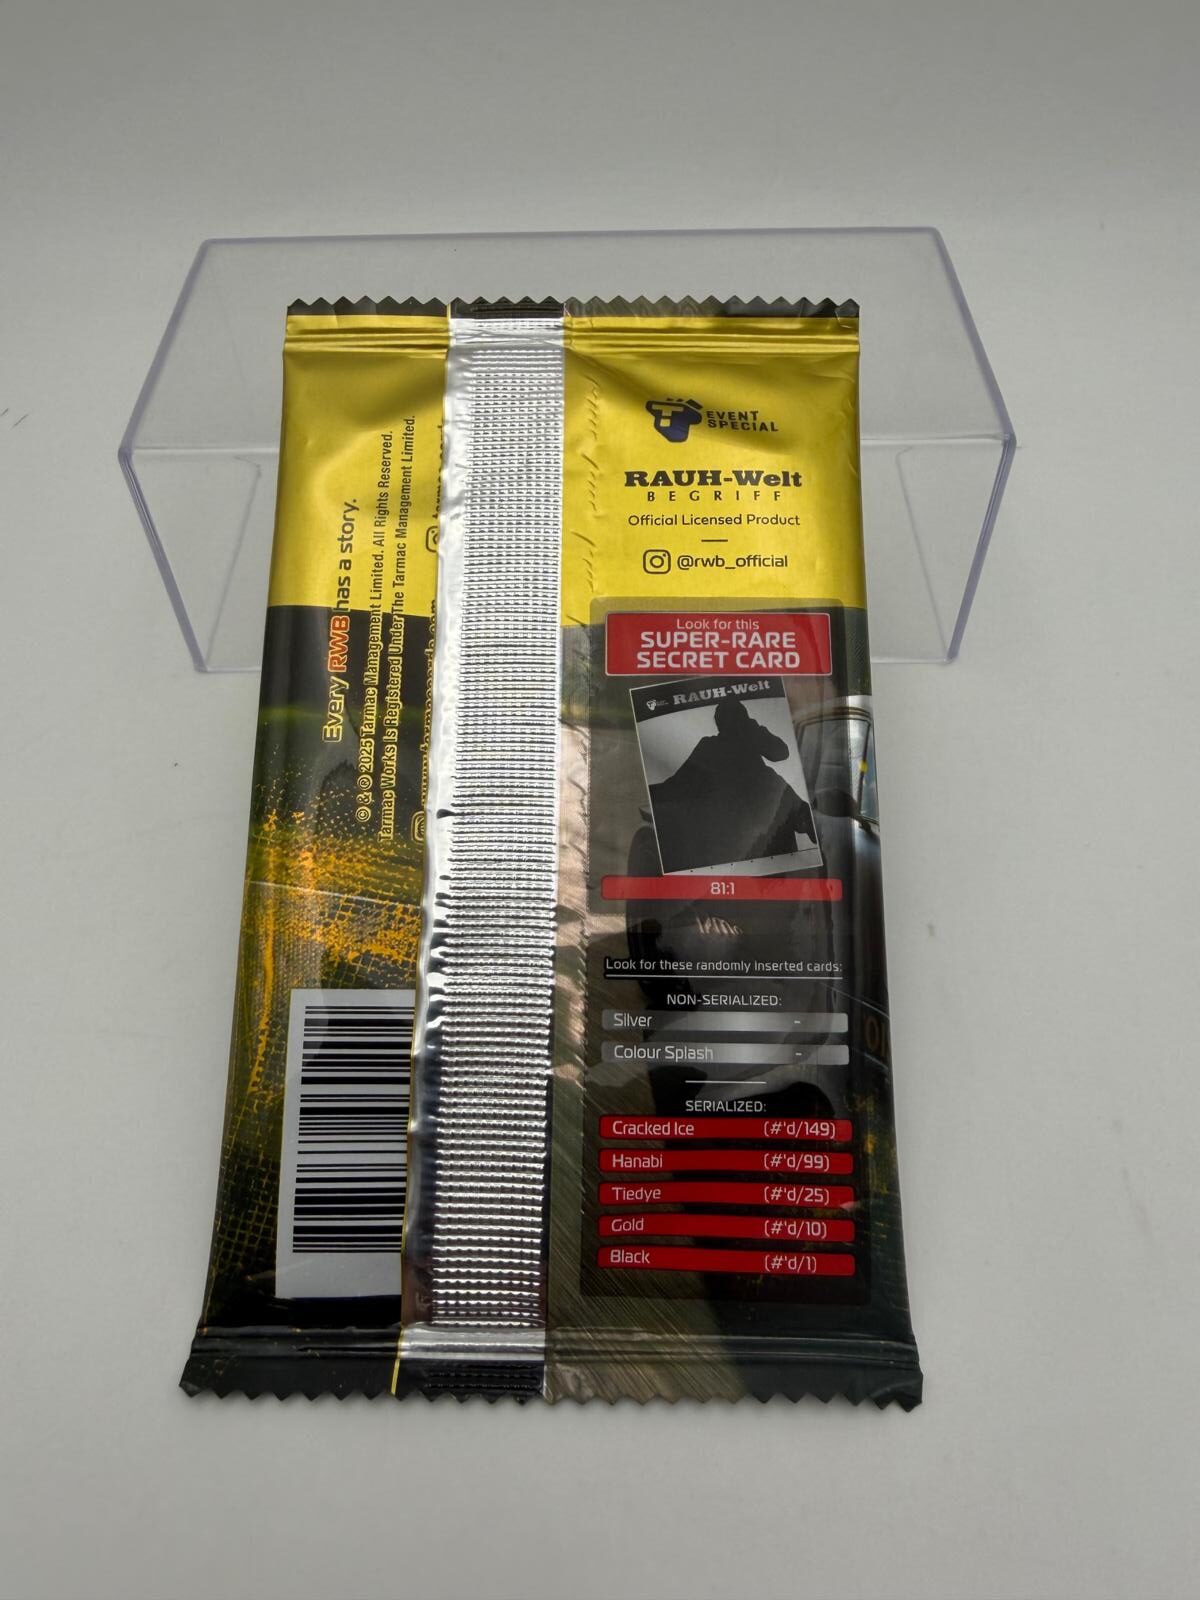 EVENT
SPECIAL
RAUH-Welt
BEGRIFF
Official Licensed Product
@rwb_official
Look for this
SUPER-RARE
SECRET CARD
RAUH-Welt
81:1
Look for these randomly inserted cards:
NON-SERIALIZED:
Silver -
Colour Splash -
SERIALIZED:
Cracked Ice (#'d/149)
Hanabi (#'d/99)
Tiedye (#'d/25)
Gold (#'d/10)
Black (#'d/1)
Every RWB has a story.
© & ® 2025 Tarmac Management Limited. All Rights Reserved.
Tarmac Works Is Registered Under The Tarmac Management Limited.